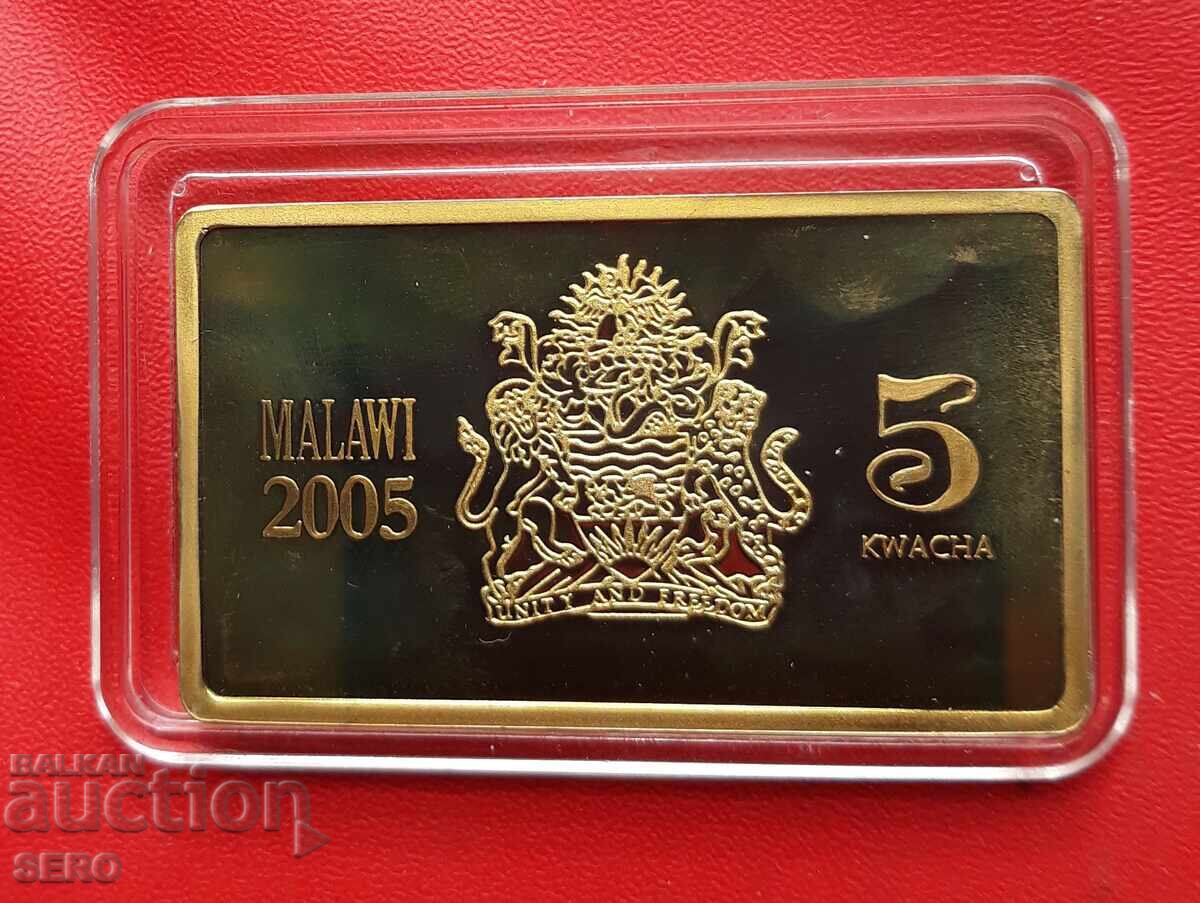 MALAWI
2005
5
KWACHA
UNITY AND FREEDOM
BALKAN
auction
SERO